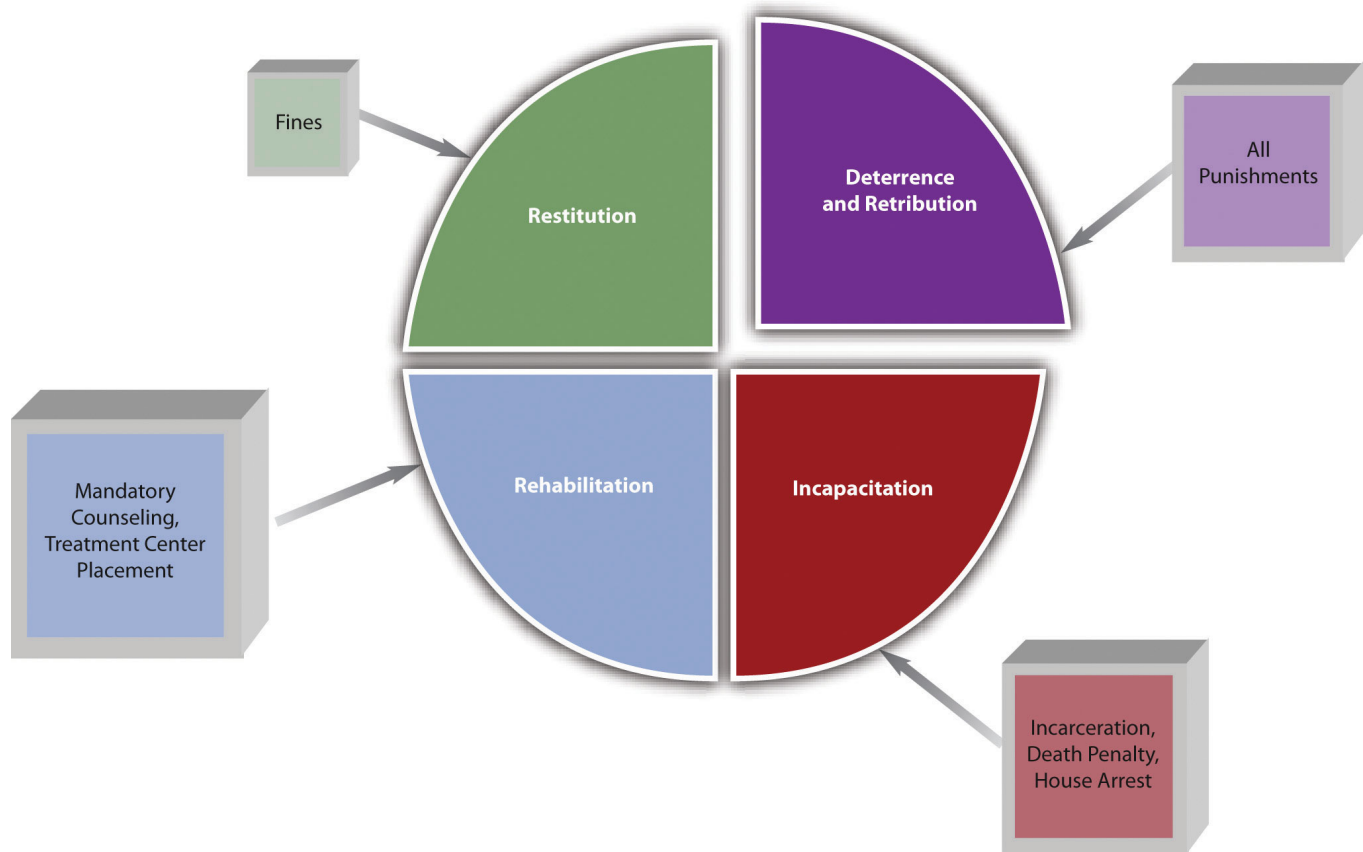 Fines
Restitution
Deterrence
and Retribution
All
Punishments
Mandatory
Counseling,
Treatment Center
Placement
Rehabilitation
Incapacitation
Incarceration,
Death Penalty,
House Arrest